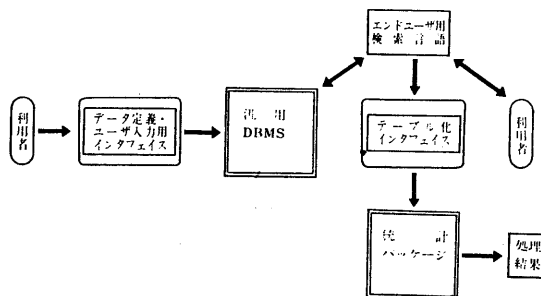 エンドユーザ用
検索言語
利用者
データ定義・
ユーザ入力用
インタフェイス
汎用
DBMS
テーブル化
インタフェイス
利用者
統計
パッケージ
処理
結果